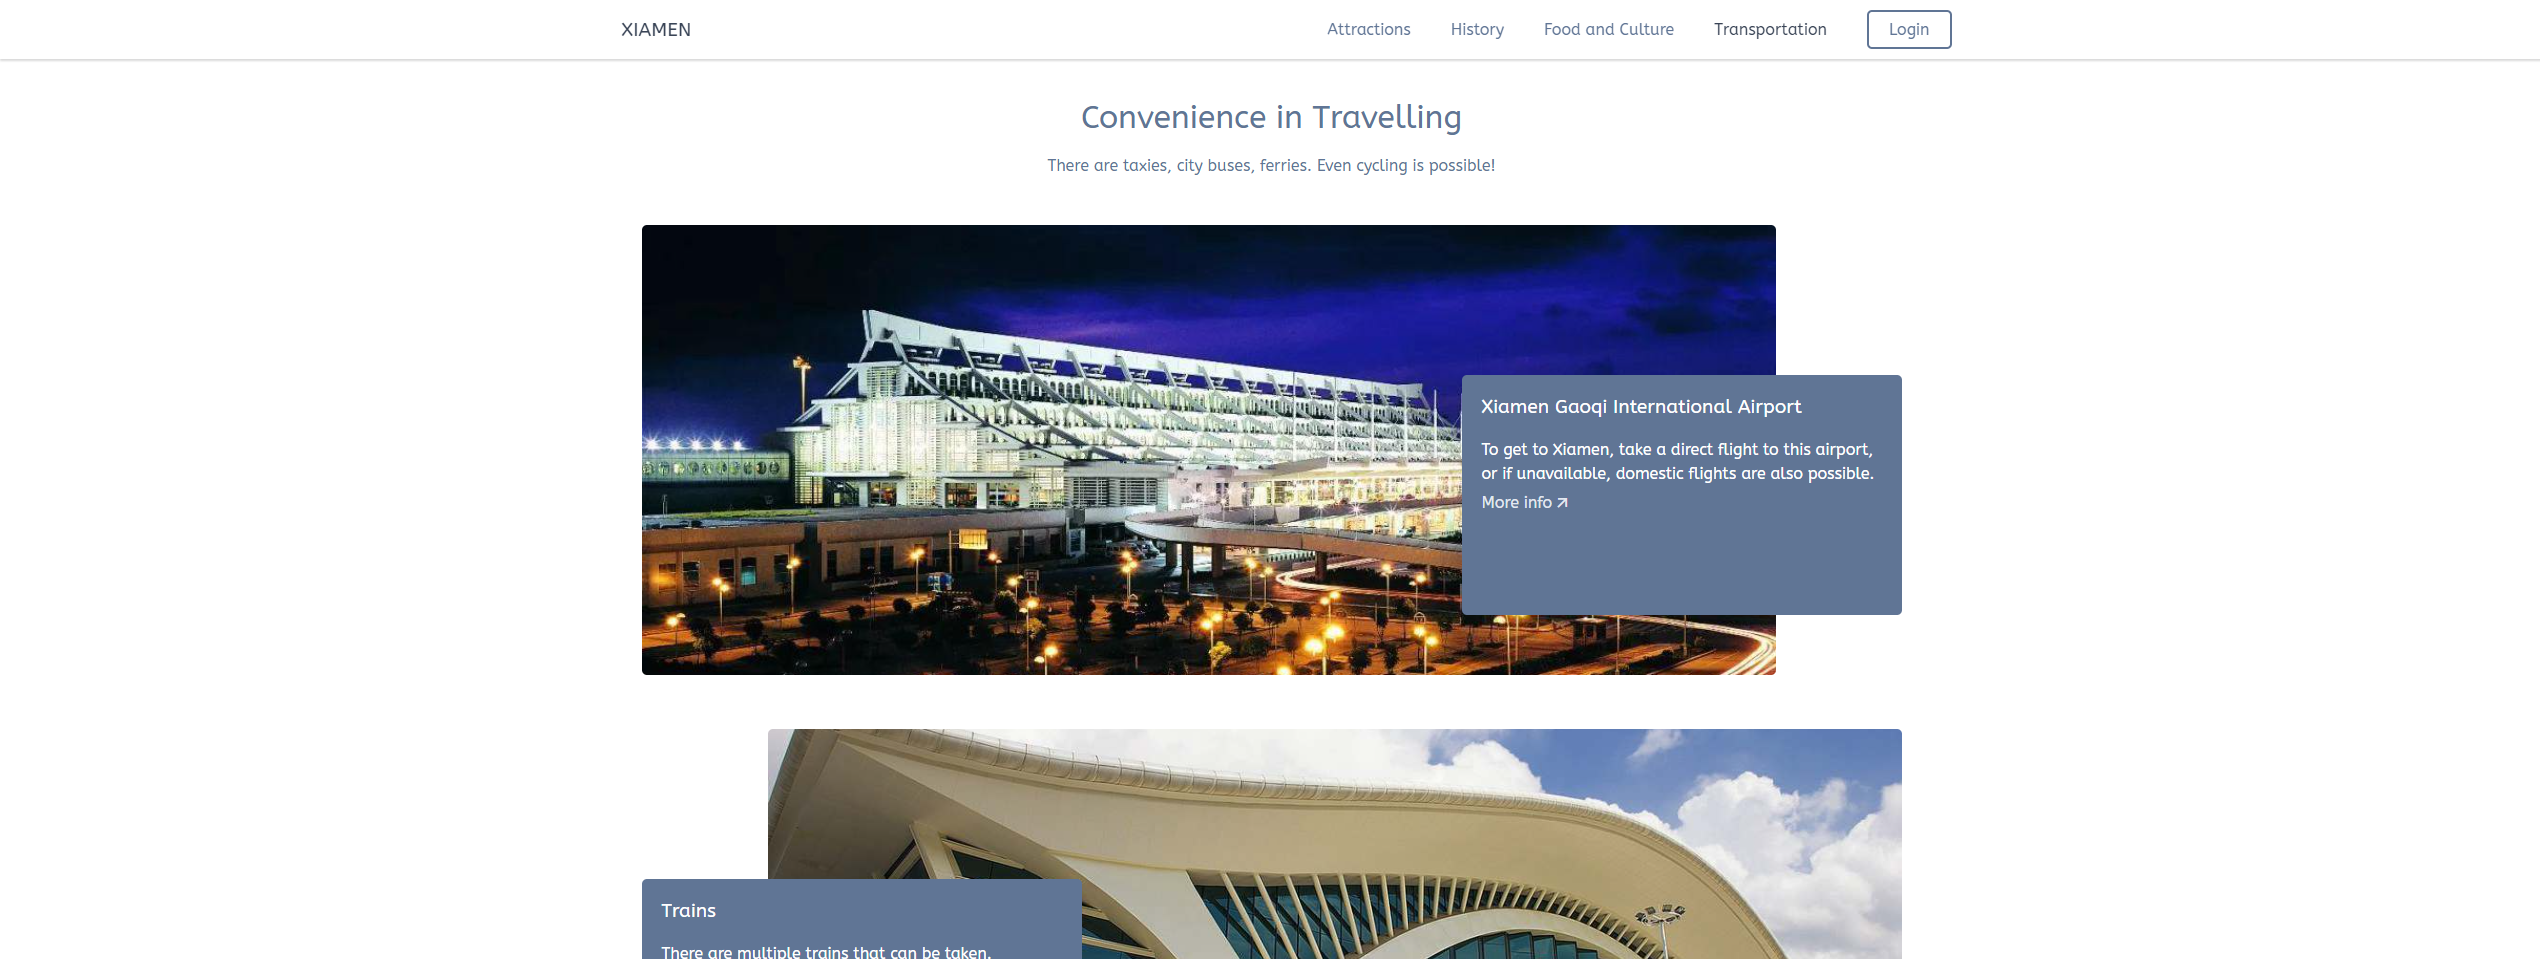 XIAMEN
Attractions
History
Food and Culture
Transportation
Login
Convenience in Travelling
There are taxies, city buses, ferries. Even cycling is possible!
Xiamen Gaoqi International Airport
To get to Xiamen, take a direct flight to this airport,
or if unavailable, domestic flights are also possible.
More info
Trains
There are multiple trains that can be taken.